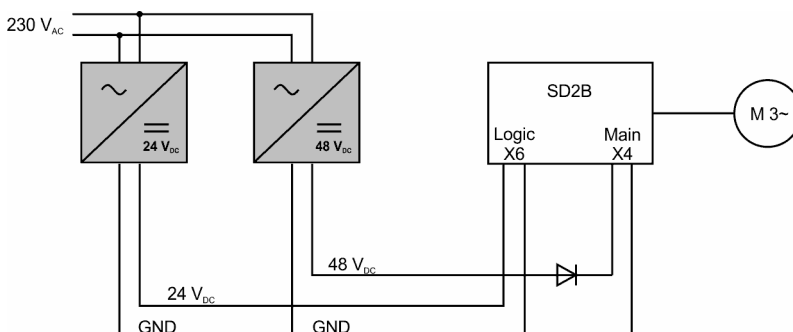 230 VAC
24 VDC
48 VDC
SD2B
Logic
X6
Main
X4
M 3~
48 VDC
24 VDC
GND
GND